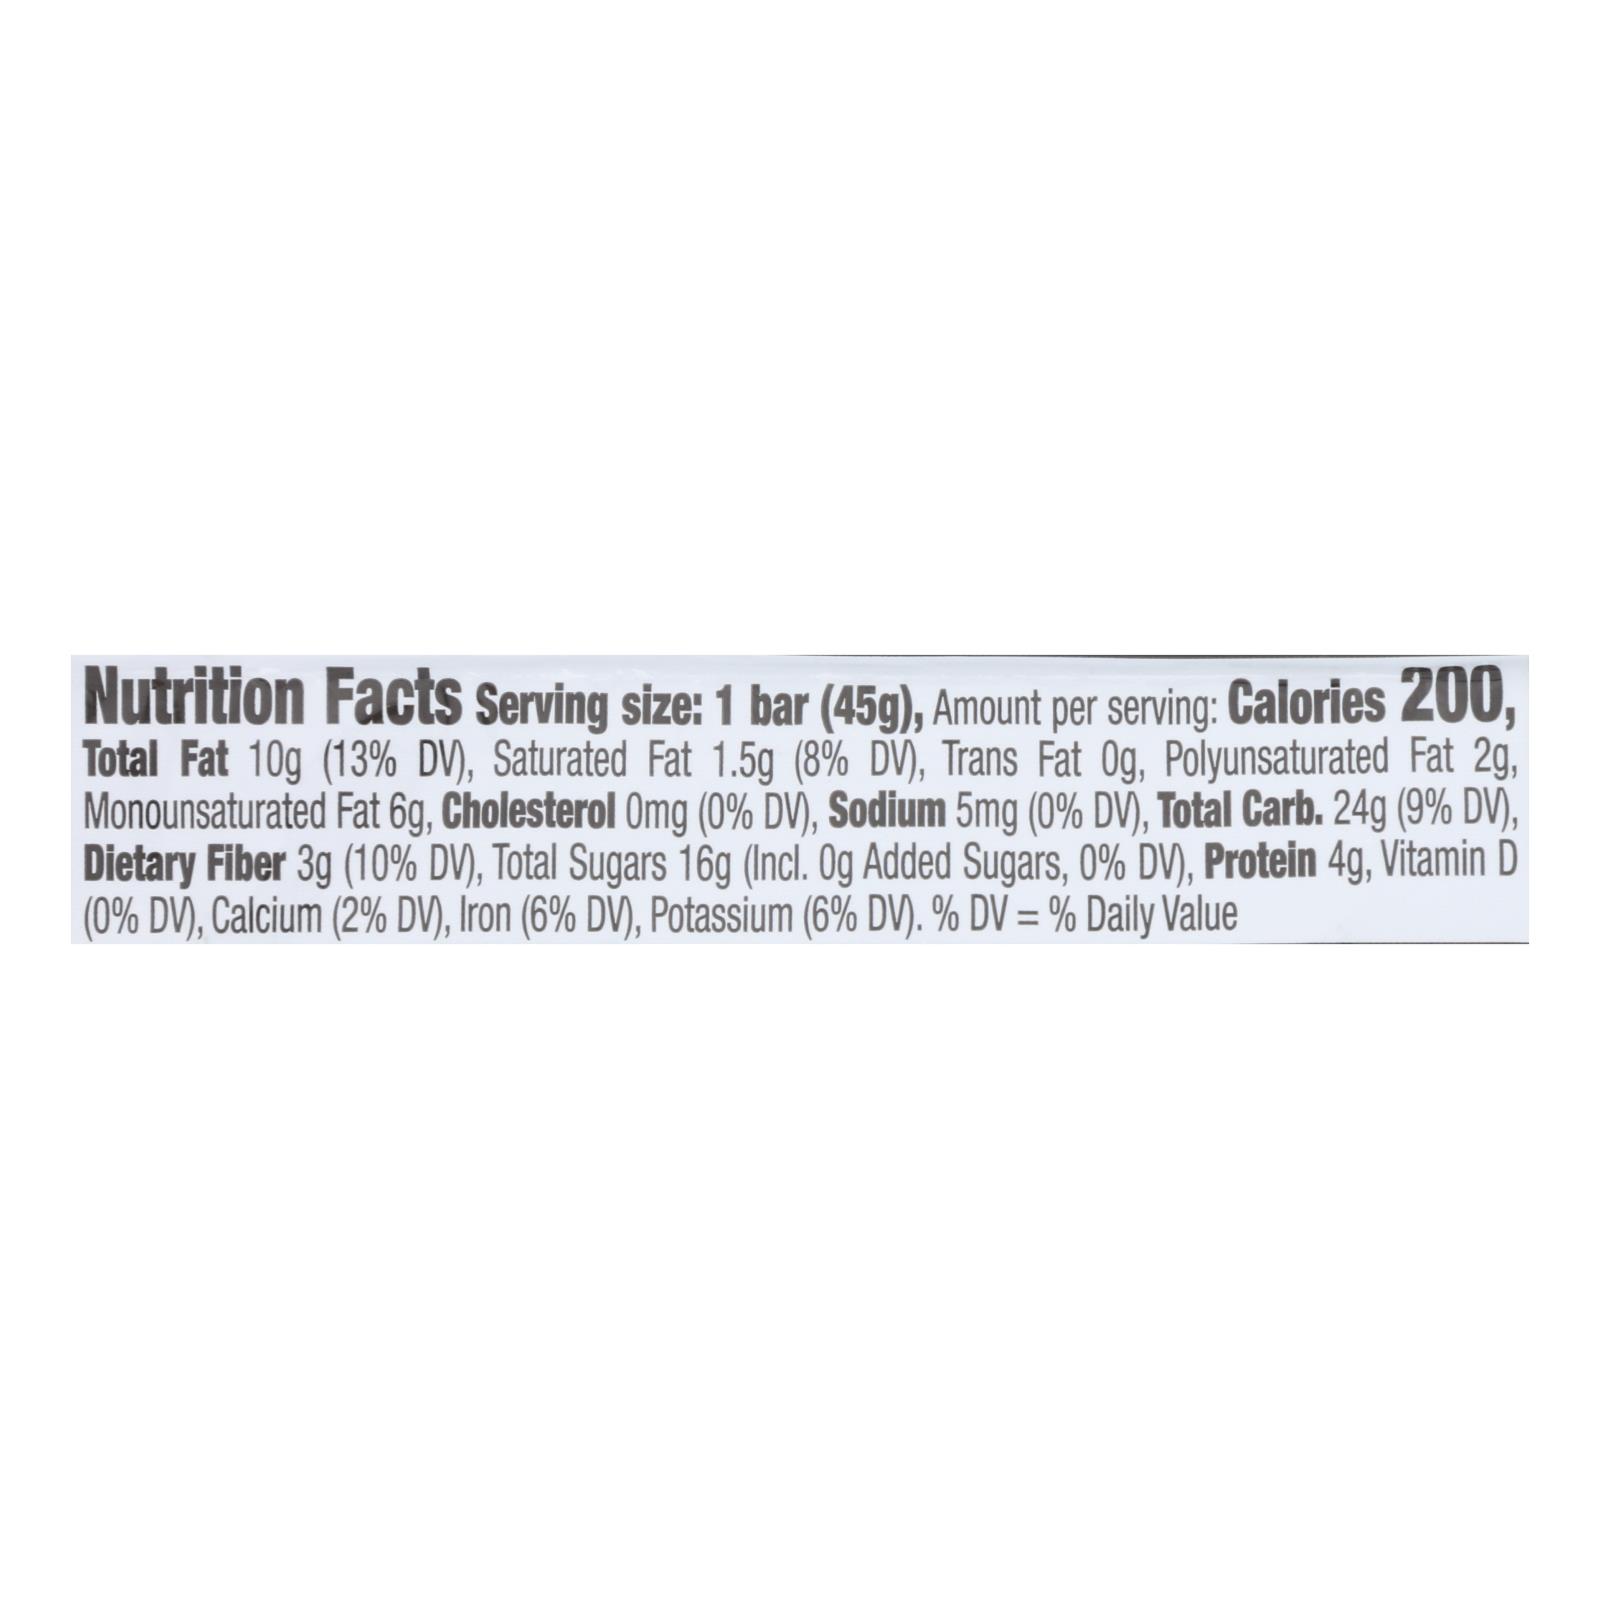 Nutrition Facts Serving size: 1 bar (45g), Amount per serving: Calories 200,
Total Fat 10g (13% DV), Saturated Fat 1.5g (8% DV), Trans Fat 0g, Polyunsaturated Fat 2g,
Monounsaturated Fat 6g, Cholesterol 0mg (0% DV), Sodium 5mg (0% DV), Total Carb. 24g (9% DV),
Dietary Fiber 3g (10% DV), Total Sugars 16g (Incl. 0g Added Sugars, 0% DV), Protein 4g, Vitamin D
(0% DV), Calcium (2% DV), Iron (6% DV), Potassium (6% DV). % DV = % Daily Value